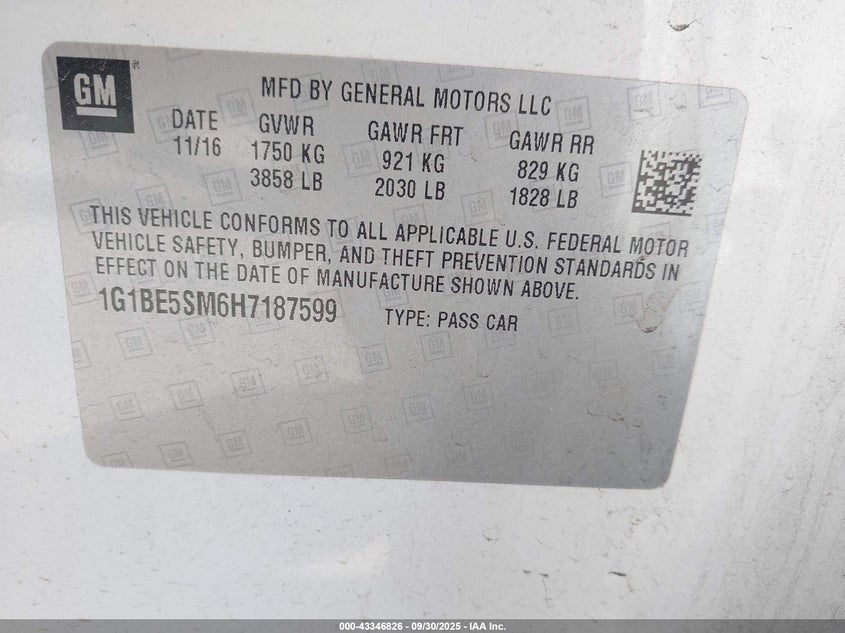 GM
MFD BY GENERAL MOTORS LLC
DATE GVWR GAWR FRT GAWR RR
11/16 1750 KG 921 KG 829 KG
3858 LB 2030 LB 1828 LB
THIS VEHICLE CONFORMS TO ALL APPLICABLE U.S. FEDERAL MOTOR
VEHICLE SAFETY, BUMPER, AND THEFT PREVENTION STANDARDS IN
EFFECT ON THE DATE OF MANUFACTURE SHOWN ABOVE.
1G1BE5SM6H7187599 TYPE: PASS CAR
000-43346826 - 09/30/2025 - IAA Inc.